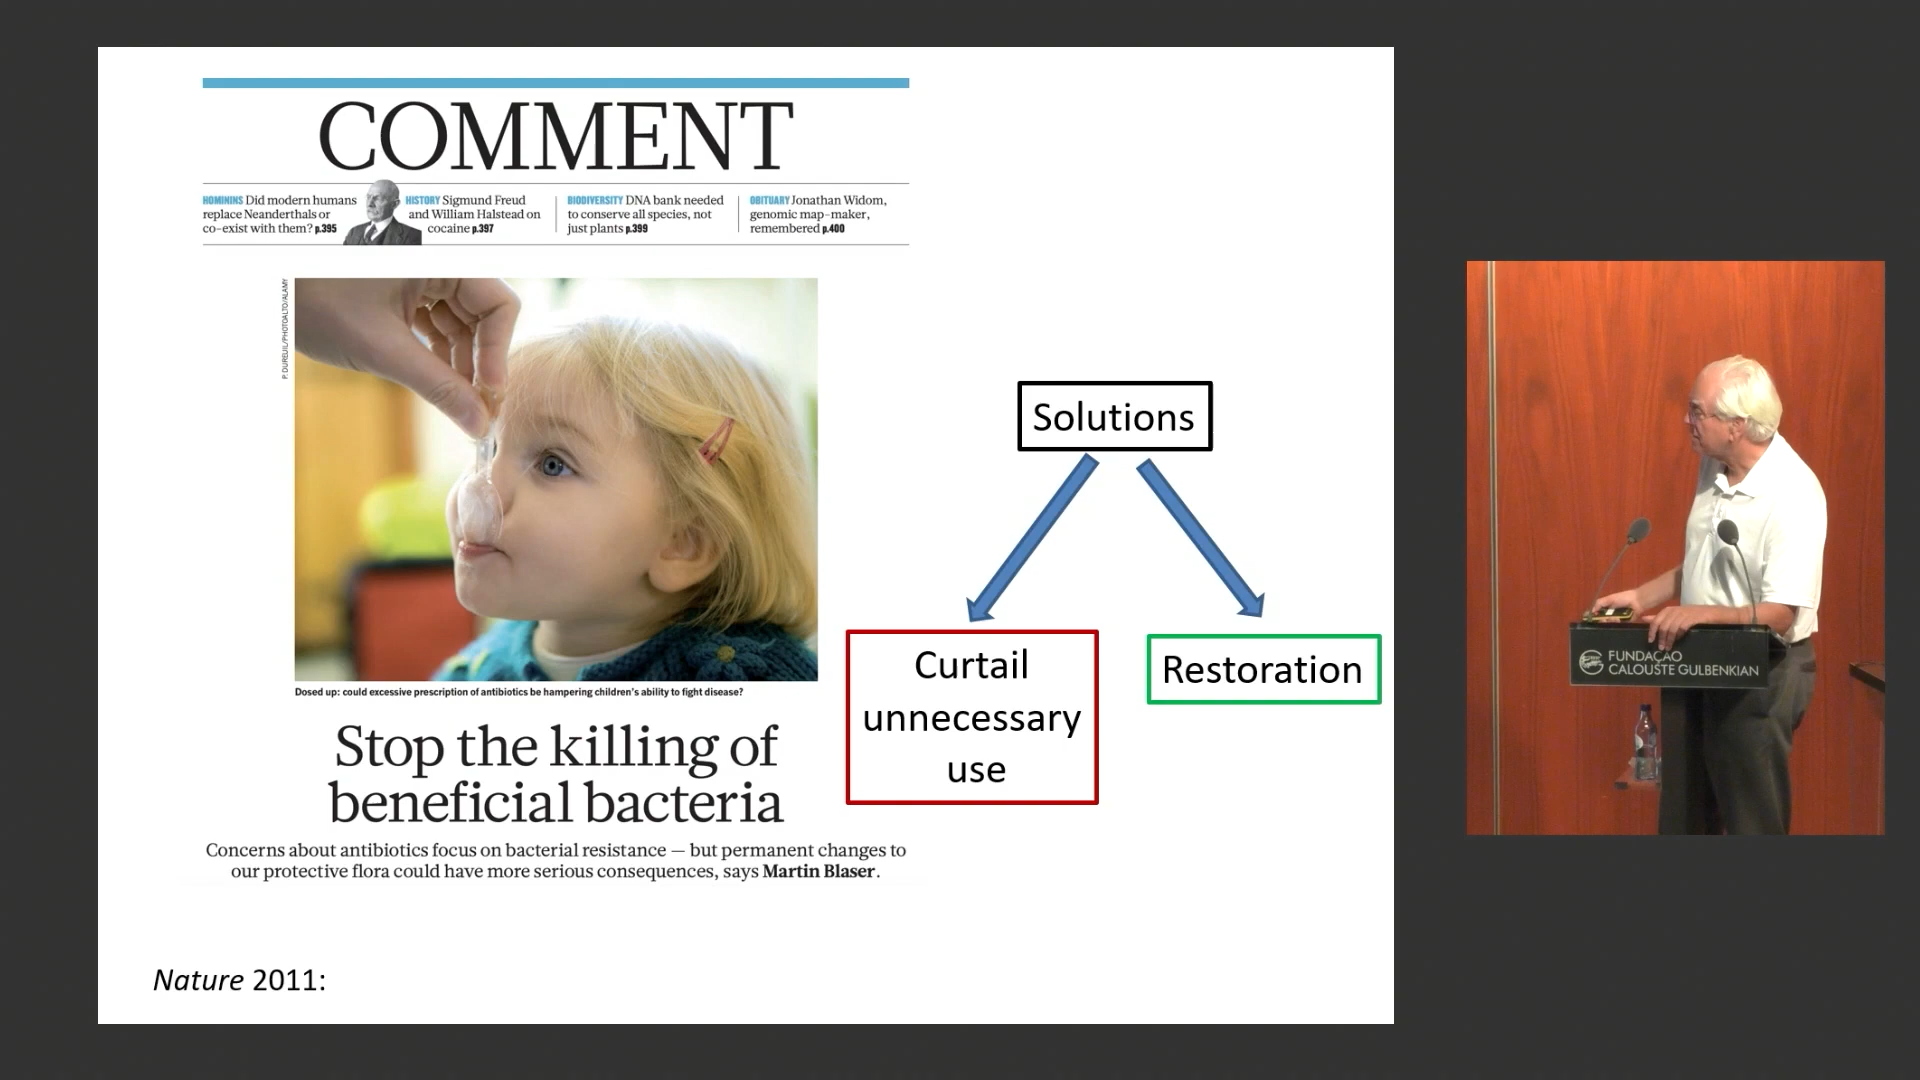 COMMENT
HOMININS Did modern humans
replace Neanderthals or
co-exist with them? p.395
HISTORY Sigmund Freud
and William Halstead on
cocaine p.397
BIODIVERSITY DNA bank needed
to conserve all species, not
just plants p.399
OBITUARY Jonathan Widom,
genomic map-maker,
remembered p.400
P. DUREUIL/PHOTOALTO/ALAMY
Dosed up: could excessive prescription of antibiotics be hampering children's ability to fight disease?
Stop the killing of
beneficial bacteria
Concerns about antibiotics focus on bacterial resistance — but permanent changes to
our protective flora could have more serious consequences, says Martin Blaser.
Nature 2011:
Solutions
Curtail
unnecessary
use
Restoration
FUNDAÇÃO
CALOUSTE GULBENKIAN